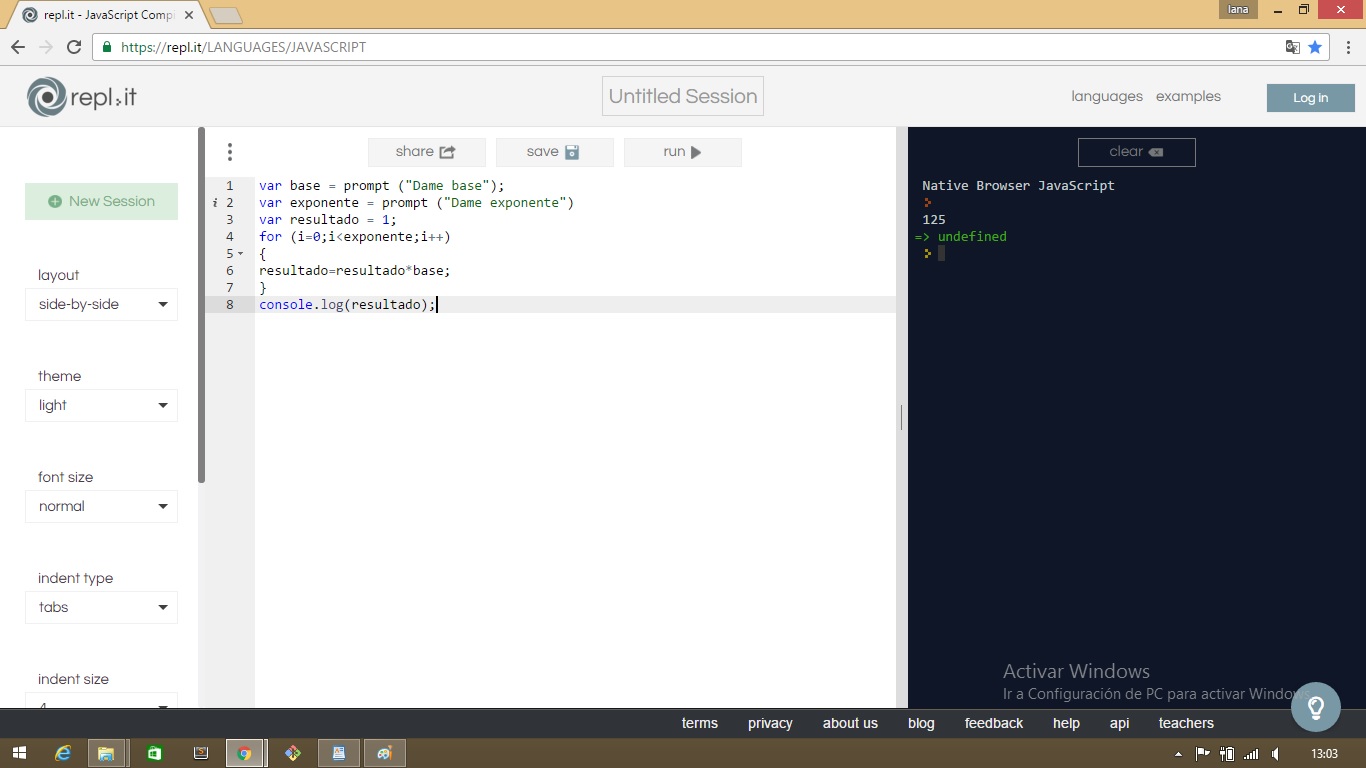 repl.it - JavaScript Compi
lana
https://repl.it/LANGUAGES/JAVASCRIPT
repl.it
Untitled Session
languages examples
Log in
share save run
clear
New Session
layout
side-by-side
theme
light
font size
normal
indent type
tabs
indent size
4
1 var base = prompt ("Dame base");
i 2 var exponente = prompt ("Dame exponente")
3 var resultado = 1;
4 for (i=0;i<exponente;i++)
5 {
6 resultado=resultado*base;
7 }
8 console.log(resultado);
Native Browser JavaScript
125
=> undefined
Activar Windows
Ir a Configuración de PC para activar Windows
terms privacy about us blog feedback help api teachers
13:03